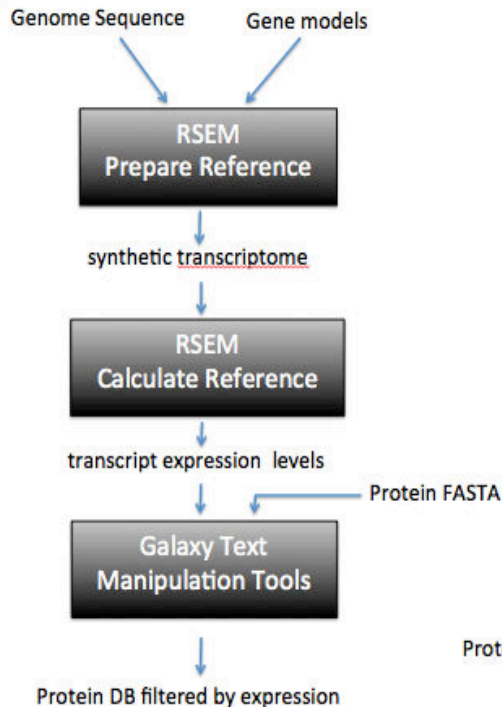 Genome Sequence
Gene models
RSEM
Prepare Reference
synthetic transcriptome
RSEM
Calculate Reference
transcript expression levels
Protein FASTA
Galaxy Text
Manipulation Tools
Prot
Protein DB filtered by expression